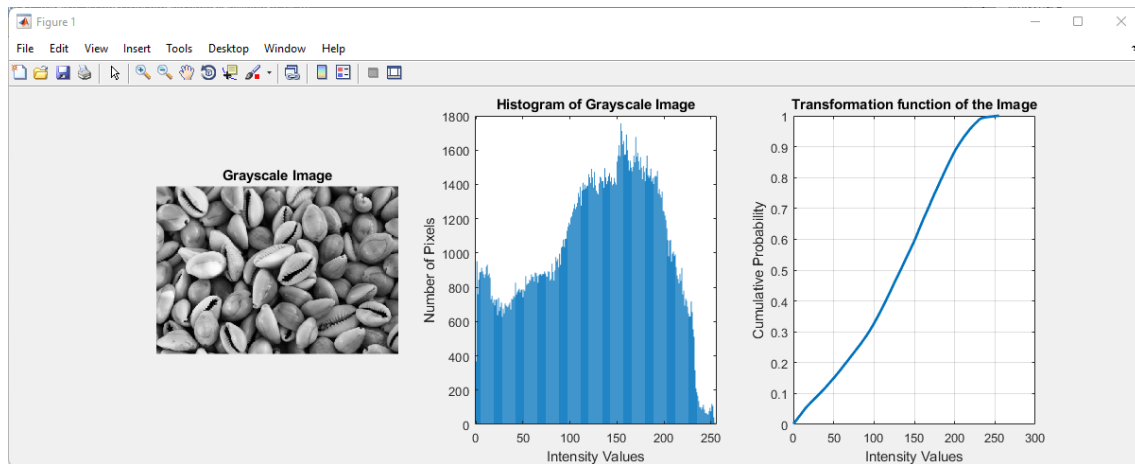 Figure 1
File Edit View Insert Tools Desktop Window Help
Grayscale Image
Histogram of Grayscale Image
1800
1600
1400
1200
1000
800
600
400
200
0
Number of Pixels
0 50 100 150 200 250
Intensity Values
Transformation function of the Image
1
0.9
0.8
0.7
0.6
0.5
0.4
0.3
0.2
0.1
0
Cumulative Probability
0 50 100 150 200 250 300
Intensity Values